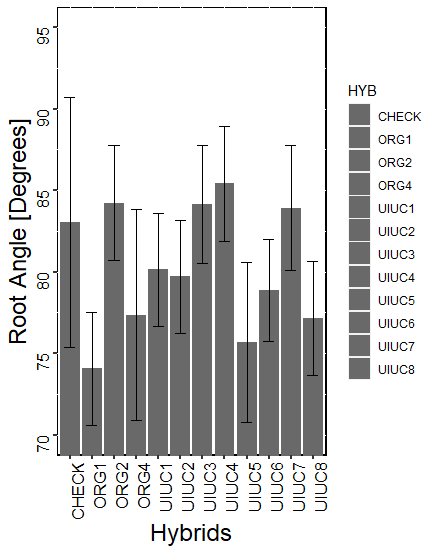 Root Angle [Degrees]
95
90
85
80
75
70
CHECK
ORG1
ORG2
ORG4
UIUC1
UIUC2
UIUC3
UIUC4
UIUC5
UIUC6
UIUC7
UIUC8
Hybrids
HYB
CHECK
ORG1
ORG2
ORG4
UIUC1
UIUC2
UIUC3
UIUC4
UIUC5
UIUC6
UIUC7
UIUC8